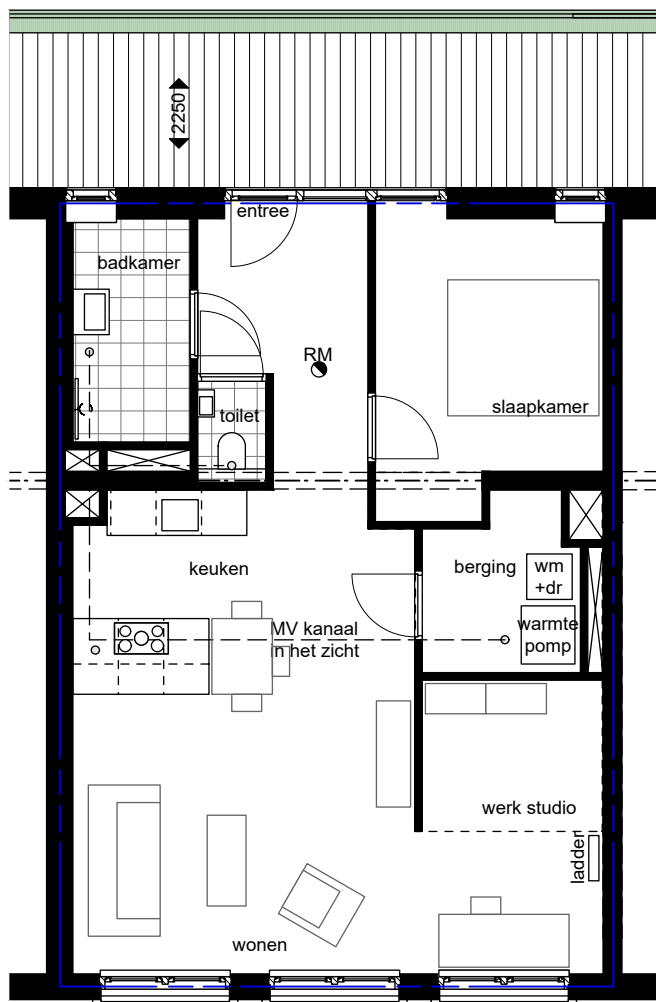 2250
entree
badkamer
RM
toilet
slaapkamer
keuken
berging
wm
+dr
MV kanaal
in het zicht
warmte
pomp
werk studio
ladder
wonen